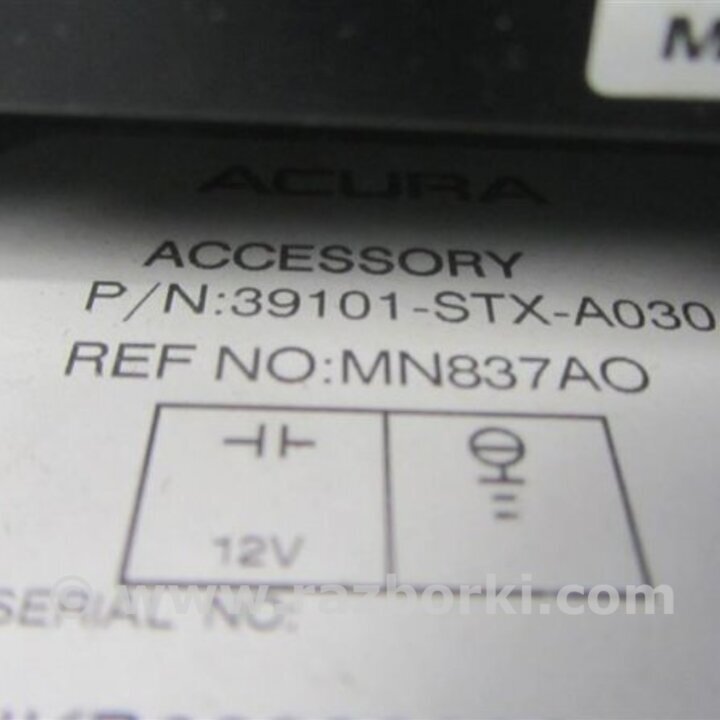 M
ACURA
ACCESSORY
P/N:39101-STX-A030
REF NO:MN837AO
12V
© www.razborki.com
SERIAL NO: